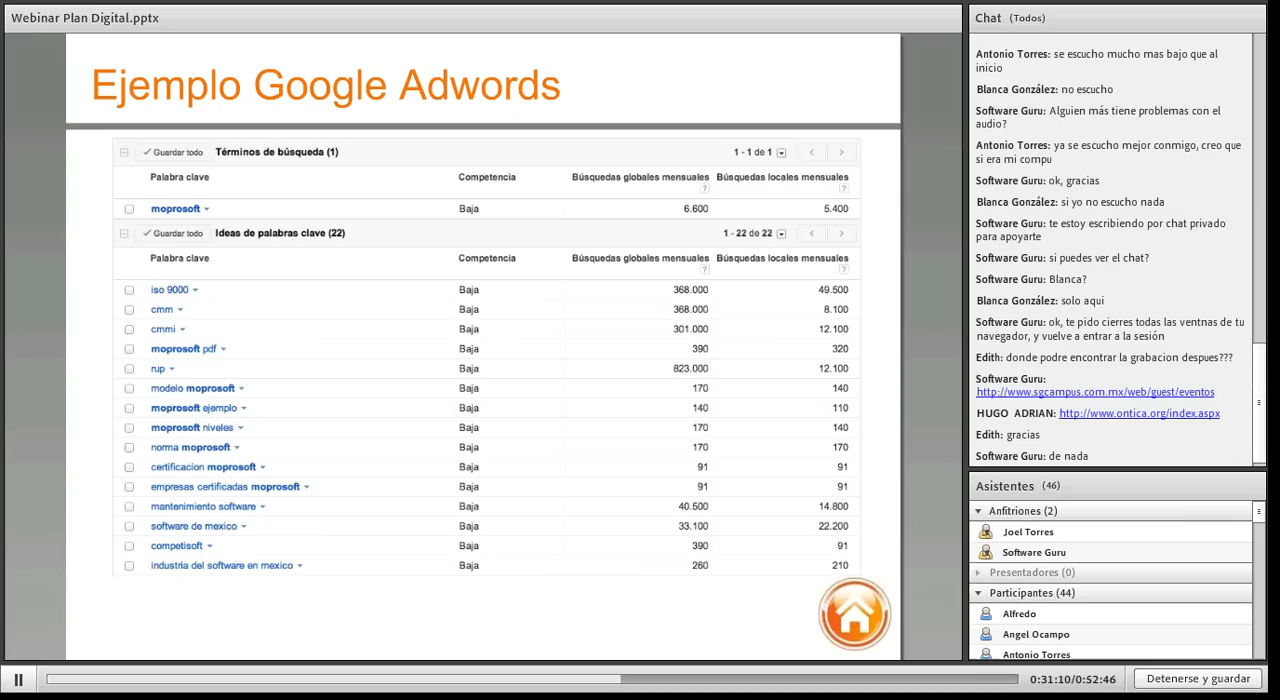 Webinar Plan Digital.pptx
Ejemplo Google Adwords
Guardar todo Términos de búsqueda (1) 1 - 1 de 1
Palabra clave Competencia Búsquedas globales mensuales Búsquedas locales mensuales
? ?
moprosoft Baja 6.600 5.400
Guardar todo Ideas de palabras clave (22) 1 - 22 de 22
Palabra clave Competencia Búsquedas globales mensuales Búsquedas locales mensuales
? ?
iso 9000 Baja 368.000 49.500
cmm Baja 368.000 8.100
cmmi Baja 301.000 12.100
moprosoft pdf Baja 390 320
rup Baja 823.000 12.100
modelo moprosoft Baja 170 140
moprosoft ejemplo Baja 140 110
moprosoft niveles Baja 170 140
norma moprosoft Baja 170 170
certificacion moprosoft Baja 91 91
empresas certificadas moprosoft Baja 91 91
mantenimiento software Baja 40.500 14.800
software de mexico Baja 33.100 22.200
competisoft Baja 390 91
industria del software en mexico Baja 260 210
Chat (Todos)
Antonio Torres: se escucho mucho mas bajo que al
inicio
Blanca González: no escucho
Software Guru: Alguien más tiene problemas con el
audio?
Antonio Torres: ya se escucho mejor conmigo, creo que
si era mi compu
Software Guru: ok, gracias
Blanca González: si yo no escucho nada
Software Guru: te estoy escribiendo por chat privado
para apoyarte
Software Guru: si puedes ver el chat?
Software Guru: Blanca?
Blanca González: solo aqui
Software Guru: ok, te pido cierres todas las ventnas de tu
navegador, y vuelve a entrar a la sesión
Edith: donde podre encontrar la grabacion despues???
Software Guru:
http://www.sgcampus.com.mx/web/guest/eventos
HUGO ADRIAN: http://www.ontica.org/index.aspx
Edith: gracias
Software Guru: de nada
Asistentes (46)
Anfitriones (2)
Joel Torres
Software Guru
Presentadores (0)
Participantes (44)
Alfredo
Angel Ocampo
Antonio Torres
0:31:10/0:52:46
Detenerse y guardar